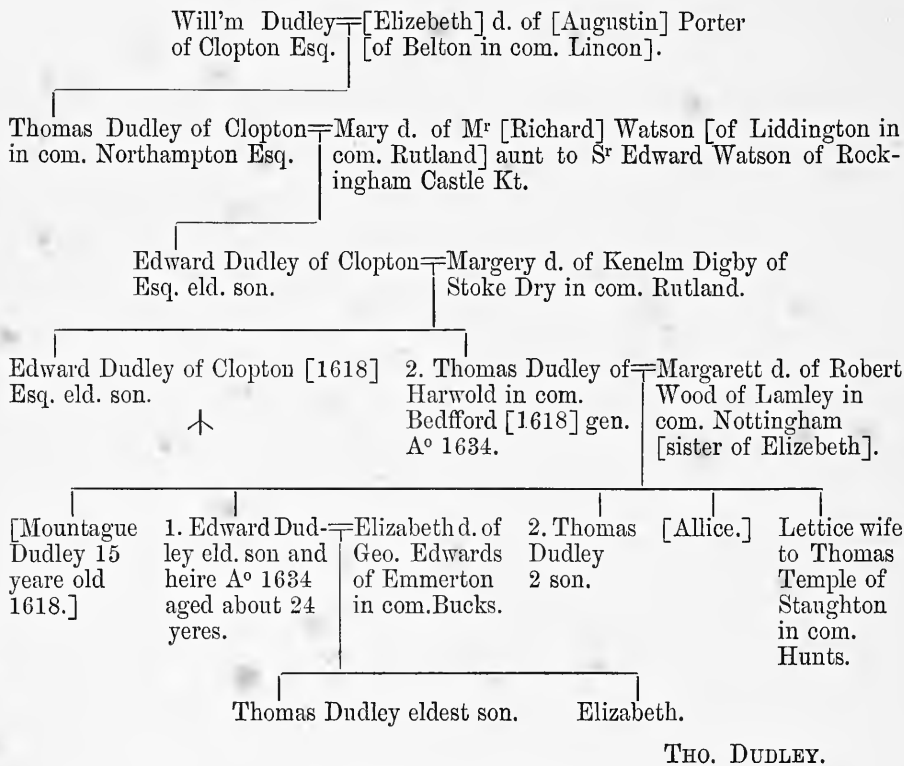 Will'm Dudley=[Elizebeth] d. of [Augustin] Porter
of Clopton Esq. [of Belton in com. Lincon].
Thomas Dudley of Clopton=Mary d. of Mr [Richard] Watson [of Liddington in
in com. Northampton Esq. com. Rutland] aunt to Sr Edward Watson of Rock-
ingham Castle Kt.
Edward Dudley of Clopton=Margery d. of Kenelm Digby of
Esq. eld. son. Stoke Dry in com. Rutland.
Edward Dudley of Clopton [1618]
Esq. eld. son.
2. Thomas Dudley of=Margarett d. of Robert
Harwold in com. Wood of Lamley in
Bedfford [1618] gen. com. Nottingham
Ao 1634. [sister of Elizebeth].
[Mountague
Dudley 15
yeare old
1618.]
1. Edward Dud-=Elizabeth d. of
ley eld. son and Geo. Edwards
heire Ao 1634 of Emmerton
aged about 24 in com.Bucks.
yeres.
2. Thomas
Dudley
2 son.
[Allice.]
Lettice wife
to Thomas
Temple of
Staughton
in com.
Hunts.
Thomas Dudley eldest son. Elizabeth.
THO. DUDLEY.